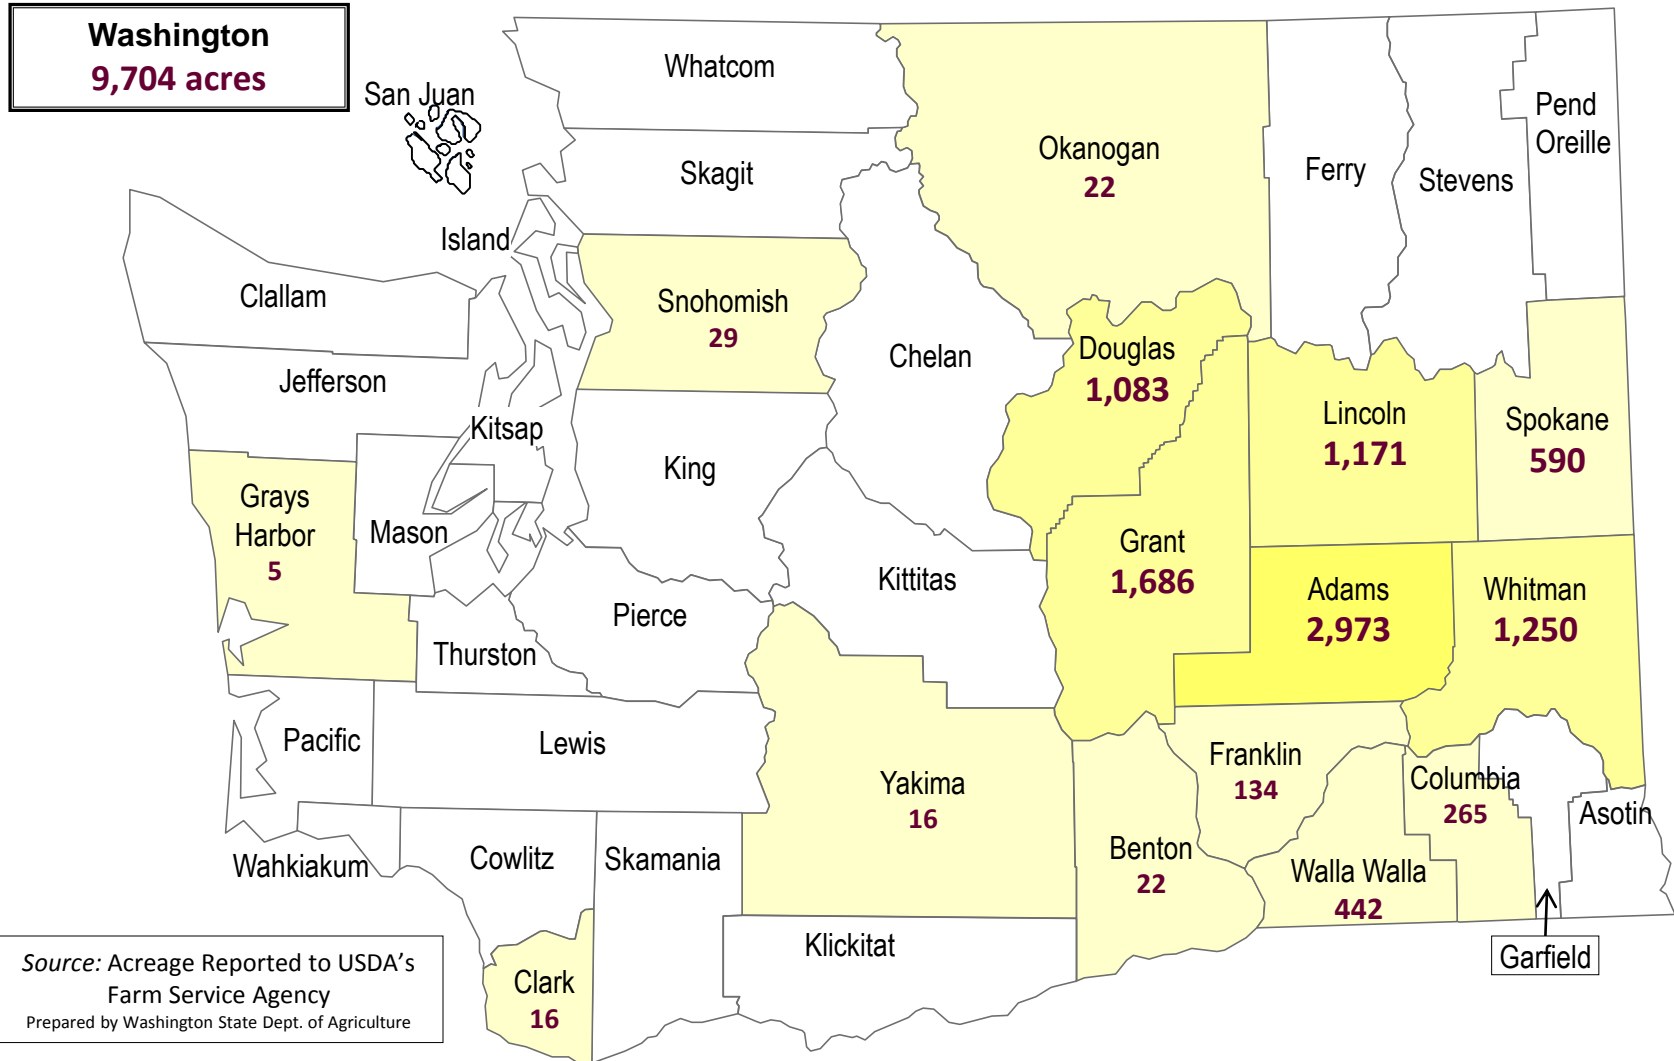 Washington
9,704 acres
San Juan
Whatcom
Skagit
Island
Okanogan
22
Ferry
Stevens
Pend
Oreille
Clallam
Snohomish
29
Jefferson
Chelan
Douglas
1,083
Lincoln
1,171
Spokane
590
Kitsap
King
Grays
Harbor
5
Mason
Grant
1,686
Kittitas
Adams
2,973
Whitman
1,250
Pierce
Thurston
Pacific
Lewis
Yakima
16
Franklin
134
Columbia
265
Asotin
Wahkiakum
Cowlitz
Skamania
Benton
22
Walla Walla
442
Klickitat
Garfield
Clark
16
Source: Acreage Reported to USDA's
Farm Service Agency
Prepared by Washington State Dept. of Agriculture